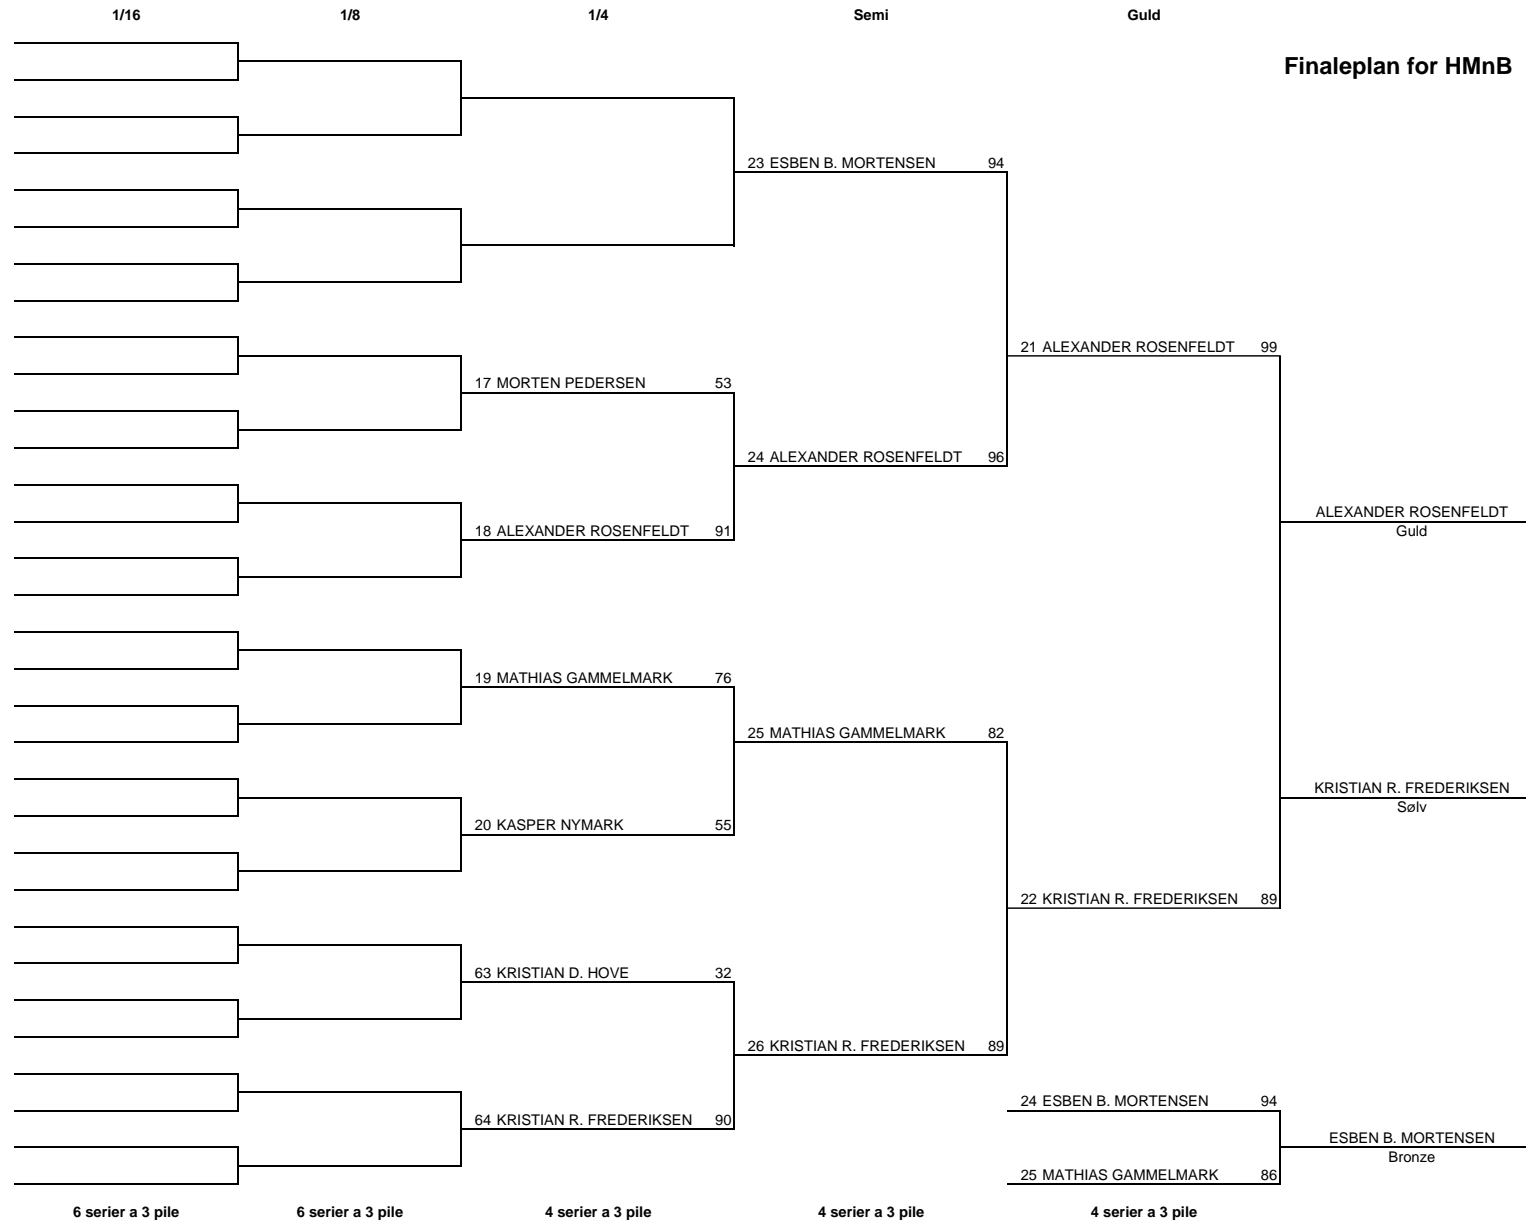 1/16 1/8 1/4 Semi Guld
Finaleplan for HMnB
23 ESBEN B. MORTENSEN 94
21 ALEXANDER ROSENFELDT 99
17 MORTEN PEDERSEN 53
24 ALEXANDER ROSENFELDT 96
ALEXANDER ROSENFELDT
Guld
18 ALEXANDER ROSENFELDT 91
19 MATHIAS GAMMELMARK 76
25 MATHIAS GAMMELMARK 82
KRISTIAN R. FREDERIKSEN
Sølv
20 KASPER NYMARK 55
22 KRISTIAN R. FREDERIKSEN 89
63 KRISTIAN D. HOVE 32
26 KRISTIAN R. FREDERIKSEN 89
24 ESBEN B. MORTENSEN 94
64 KRISTIAN R. FREDERIKSEN 90
ESBEN B. MORTENSEN
Bronze
25 MATHIAS GAMMELMARK 86
6 serier a 3 pile 6 serier a 3 pile 4 serier a 3 pile 4 serier a 3 pile 4 serier a 3 pile